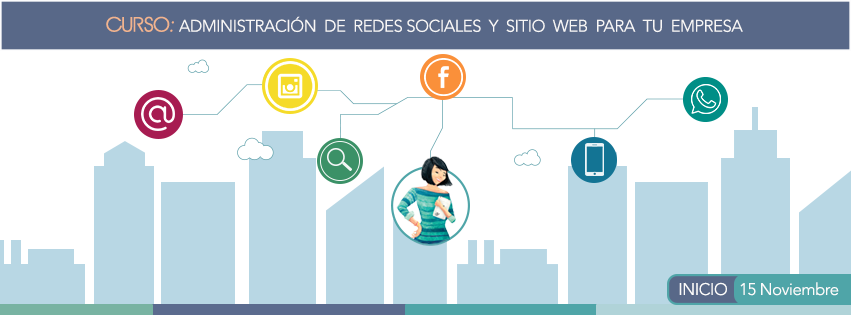 CURSO: ADMINISTRACIÓN DE REDES SOCIALES Y SITIO WEB PARA TU EMPRESA
@
f
INICIO 15 Noviembre